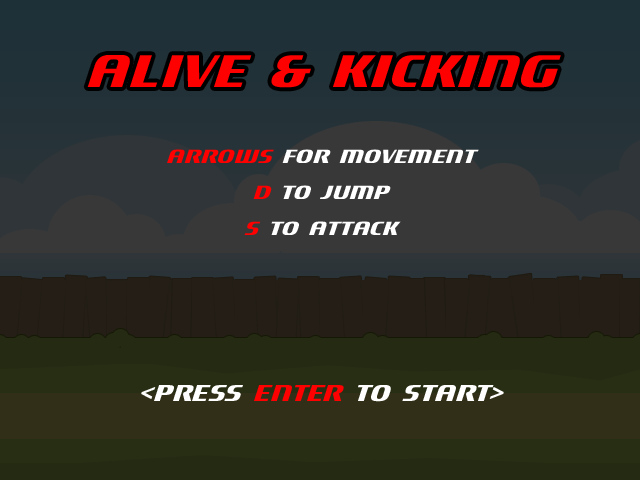 ALIVE & KICKING
ARROWS FOR MOVEMENT
D TO JUMP
S TO ATTACK
<PRESS ENTER TO START>